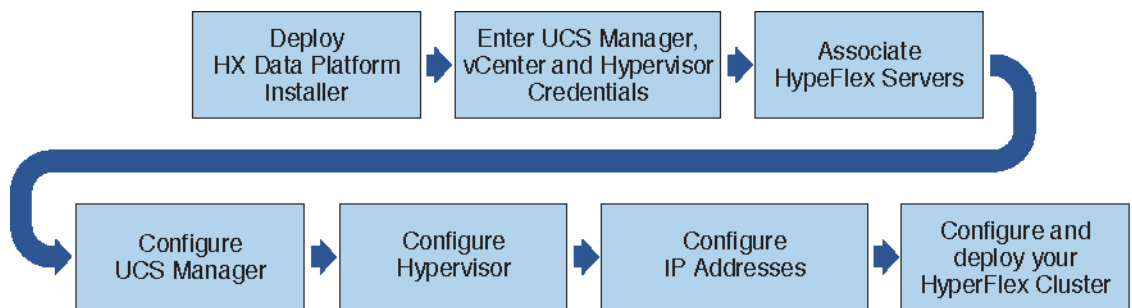 Deploy
HX Data Platform
Installer
Enter UCS Manager,
vCenter and Hypervisor
Credentials
Associate
HypeFlex Servers
Configure
UCS Manager
Configure
Hypervisor
Configure
IP Addresses
Configure and
deploy your
HyperFlex Cluster